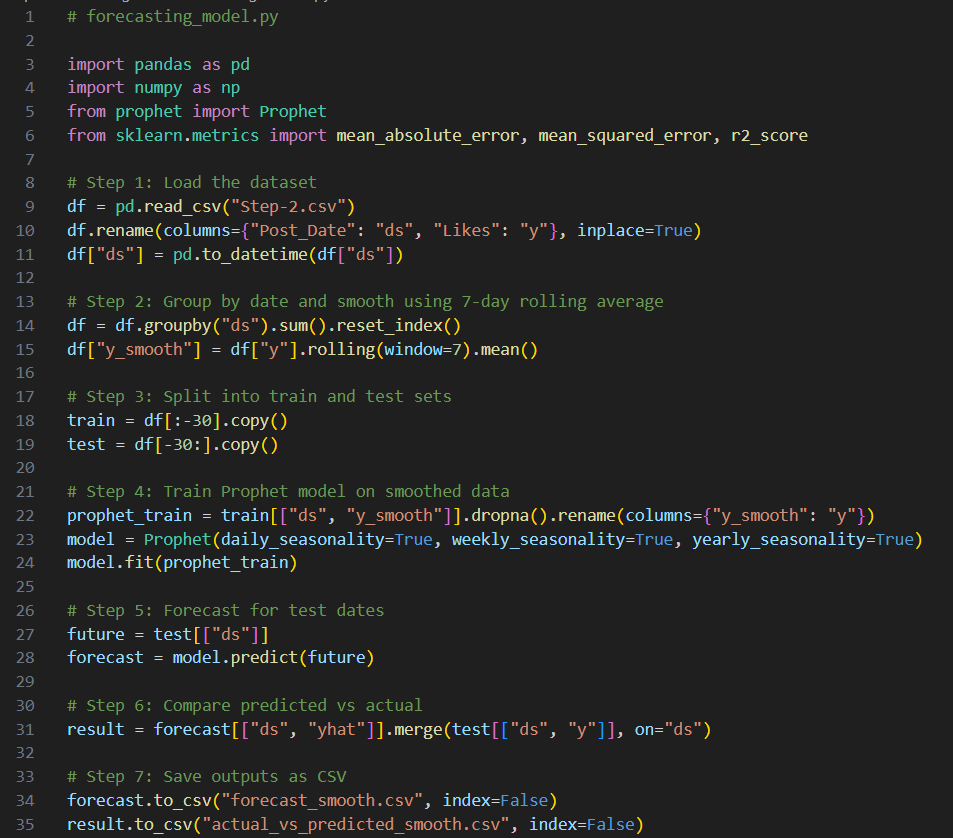 1 # forecasting_model.py
2
3 import pandas as pd
4 import numpy as np
5 from prophet import Prophet
6 from sklearn.metrics import mean_absolute_error, mean_squared_error, r2_score
7
8 # Step 1: Load the dataset
9 df = pd.read_csv("Step-2.csv")
10 df.rename(columns={"Post_Date": "ds", "Likes": "y"}, inplace=True)
11 df["ds"] = pd.to_datetime(df["ds"])
12
13 # Step 2: Group by date and smooth using 7-day rolling average
14 df = df.groupby("ds").sum().reset_index()
15 df["y_smooth"] = df["y"].rolling(window=7).mean()
16
17 # Step 3: Split into train and test sets
18 train = df[:-30].copy()
19 test = df[-30:].copy()
20
21 # Step 4: Train Prophet model on smoothed data
22 prophet_train = train[["ds", "y_smooth"]].dropna().rename(columns={"y_smooth": "y"})
23 model = Prophet(daily_seasonality=True, weekly_seasonality=True, yearly_seasonality=True)
24 model.fit(prophet_train)
25
26 # Step 5: Forecast for test dates
27 future = test[["ds"]]
28 forecast = model.predict(future)
29
30 # Step 6: Compare predicted vs actual
31 result = forecast[["ds", "yhat"]].merge(test[["ds", "y"]], on="ds")
32
33 # Step 7: Save outputs as CSV
34 forecast.to_csv("forecast_smooth.csv", index=False)
35 result.to_csv("actual_vs_predicted_smooth.csv", index=False)